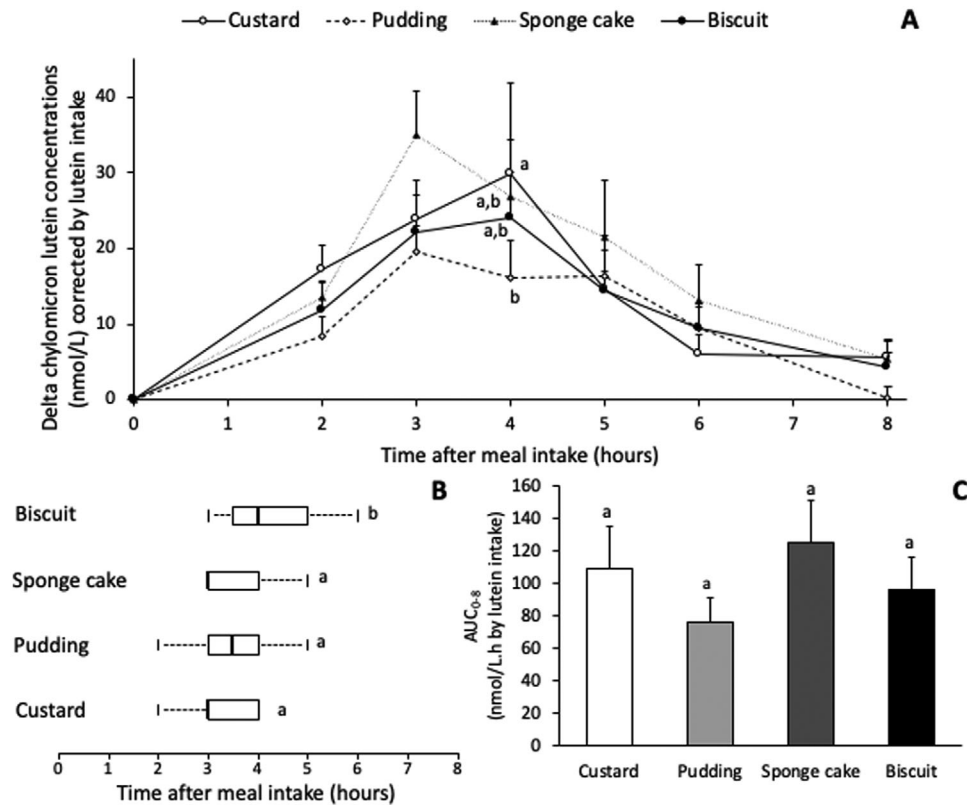 Custard Pudding Sponge cake Biscuit
A
Delta chylomicron lutein concentrations
(nmol/L) corrected by lutein intake
40
30
20
10
0
a
a,b
a,b
b
0 1 2 3 4 5 6 7 8
Time after meal intake (hours)
B
Biscuit b
Sponge cake a
Pudding a
Custard a
0 1 2 3 4 5 6 7 8
Time after meal intake (hours)
C
AUC0-8
(nmol/L.h by lutein intake)
160
140
120
100
80
60
40
20
0
a a a a
Custard Pudding Sponge cake Biscuit